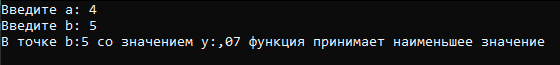 Введите a: 4
Введите b: 5
В точке b:5 со значением y:,07 функция принимает наименьшее значение